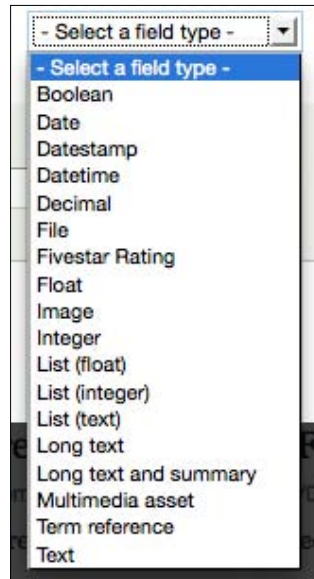 - Select a field type -
- Select a field type -
Boolean
Date
Datestamp
Datetime
Decimal
File
Fivestar Rating
Float
Image
Integer
List (float)
List (integer)
List (text)
Long text
Long text and summary
Multimedia asset
Term reference
Text